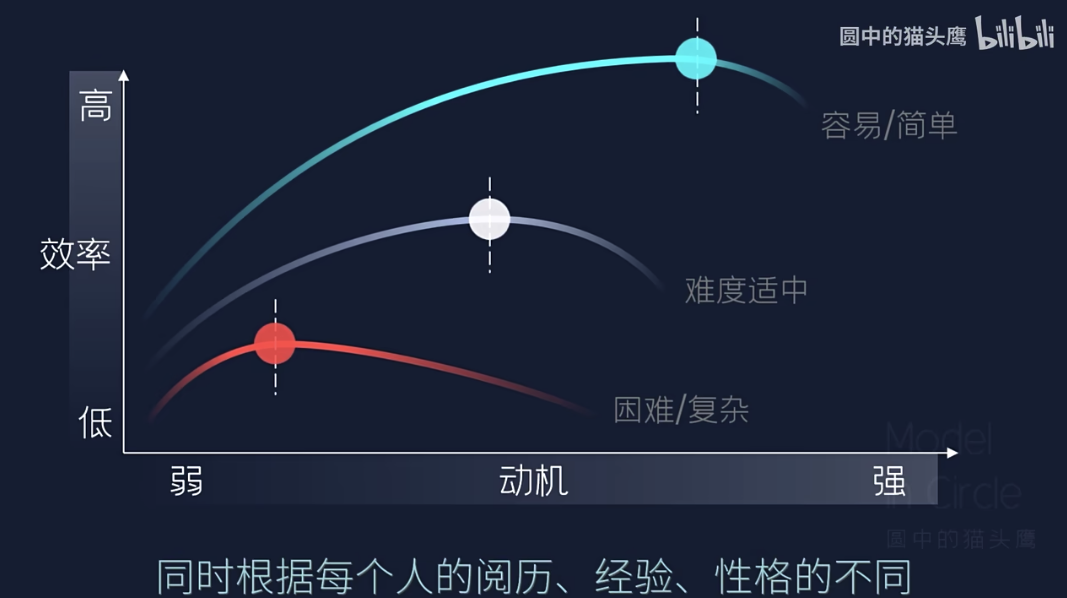 圆中的猫头鹰 bilibili
高
容易/简单
效率
难度适中
困难/复杂
低
Model
in Circle
圆中的猫头鹰
弱 动机 强
同时根据每个人的阅历、经验、性格的不同